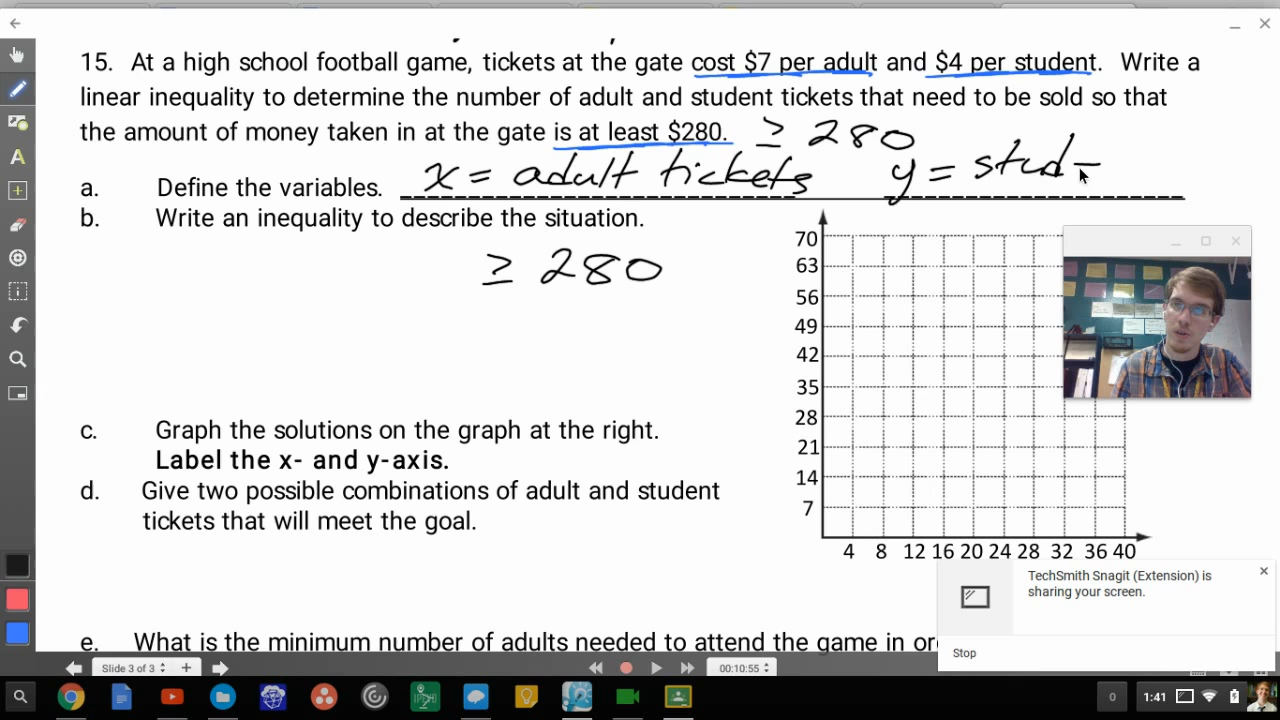 15. At a high school football game, tickets at the gate cost $7 per adult and $4 per student. Write a
linear inequality to determine the number of adult and student tickets that need to be sold so that
the amount of money taken in at the gate is at least $280. ≥ 280
a. Define the variables. x = adult tickets y = stud
b. Write an inequality to describe the situation.
≥ 280
70
63
56
49
42
35
28
21
14
7
4 8 12 16 20 24 28 32 36 40
c. Graph the solutions on the graph at the right.
Label the x- and y-axis.
d. Give two possible combinations of adult and student
tickets that will meet the goal.
TechSmith Snagit (Extension) is
sharing your screen.
Stop
e. What is the minimum number of adults needed to attend the game in
Slide 3 of 3
00:10:55
0 1:41